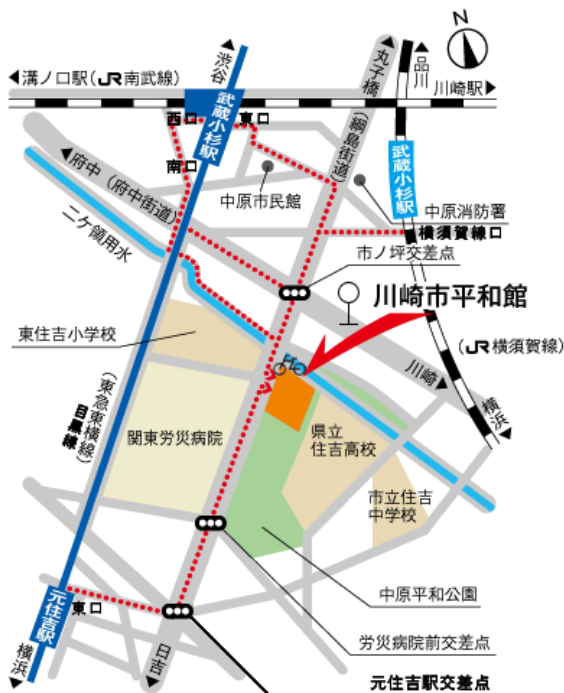 N
渋谷
丸子橋
品川
溝ノ口駅(JR南武線)
川崎駅
西口
東口
武蔵小杉駅
(綱島街道)
武蔵小杉駅
南口
府中(府中街道)
中原市民館
中原消防署
横須賀線口
二ケ領用水
市ノ坪交差点
川崎市平和館
東住吉小学校
(JR横須賀線)
川崎
横浜
(東急東横線)
目黒線
関東労災病院
県立
住吉高校
市立住吉
中学校
中原平和公園
元住吉駅
東口
労災病院前交差点
横浜
日吉
元住吉駅交差点